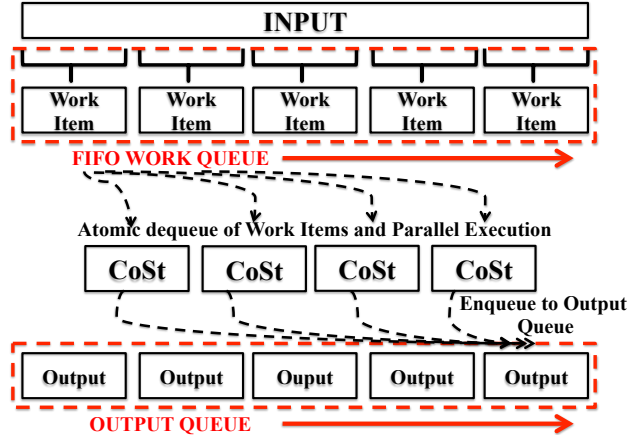 INPUT
Work Item
Work Item
Work Item
Work Item
Work Item
FIFO WORK QUEUE
Atomic dequeue of Work Items and Parallel Execution
CoSt
CoSt
CoSt
CoSt
Enqueue to Output
Queue
Output
Output
Ouput
Output
Output
OUTPUT QUEUE